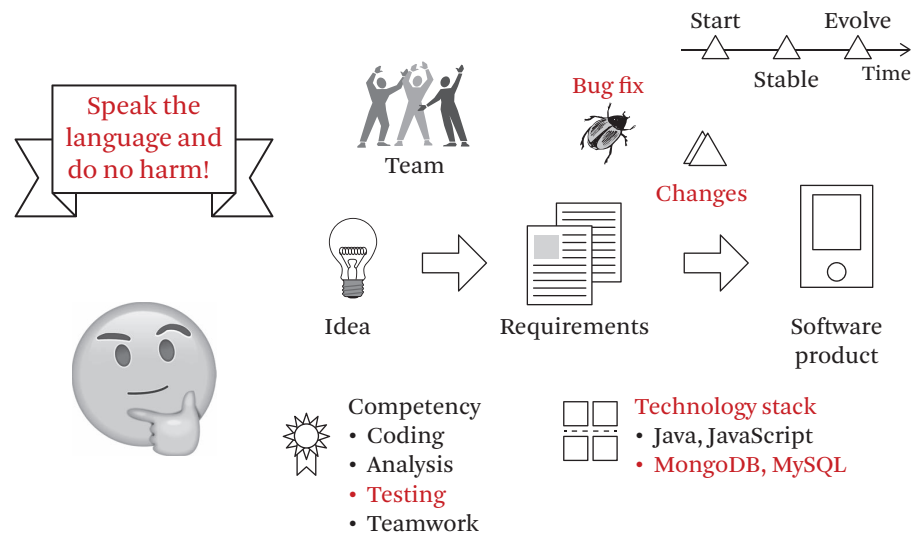 Start
Evolve
Stable
Time
Speak the
language and
do no harm!
Team
Bug fix
Changes
Idea
Requirements
Software
product
Competency
• Coding
• Analysis
• Testing
• Teamwork
Technology stack
• Java, JavaScript
• MongoDB, MySQL